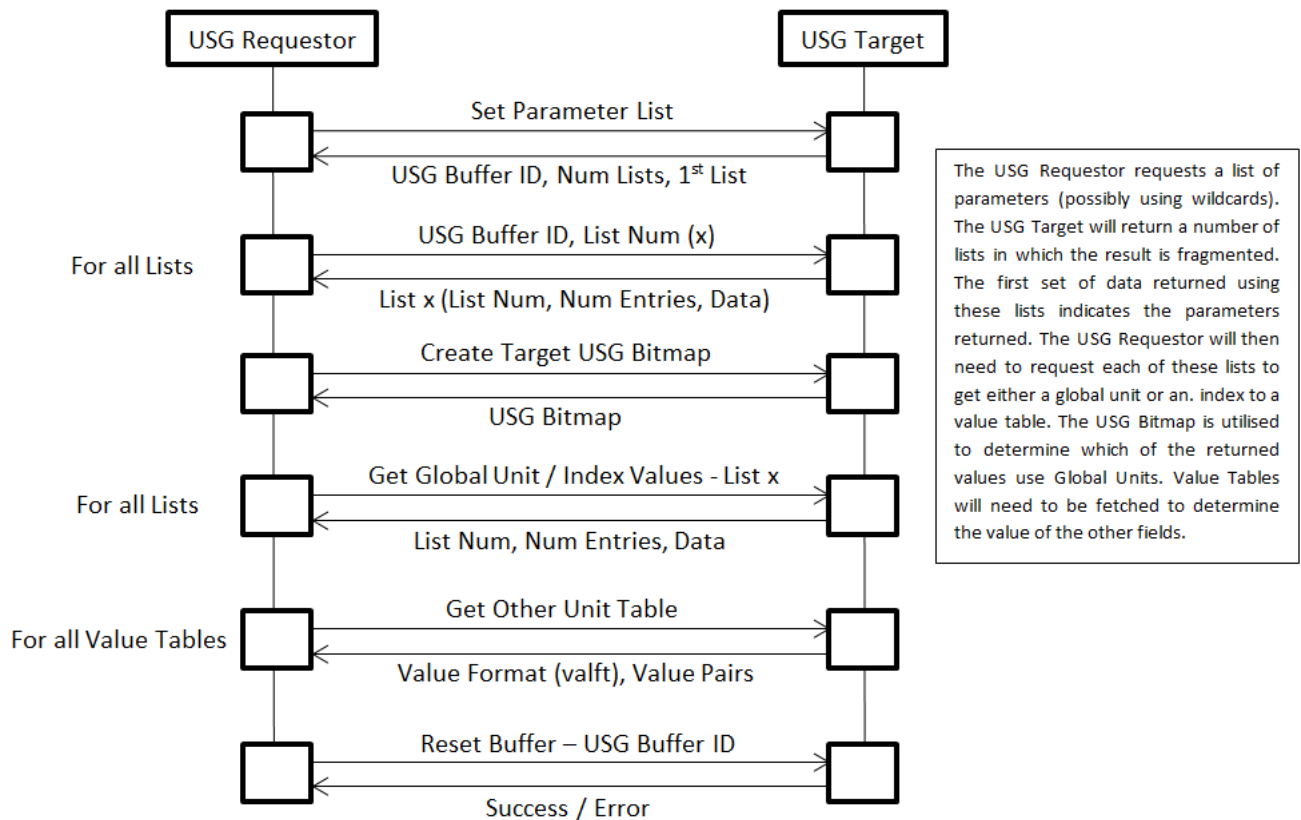 USG Requestor
USG Target
Set Parameter List
USG Buffer ID, Num Lists, 1st List
For all Lists
USG Buffer ID, List Num (x)
List x (List Num, Num Entries, Data)
Create Target USG Bitmap
USG Bitmap
For all Lists
Get Global Unit / Index Values - List x
List Num, Num Entries, Data
For all Value Tables
Get Other Unit Table
Value Format (valft), Value Pairs
Reset Buffer – USG Buffer ID
Success / Error
The USG Requestor requests a list of
parameters (possibly using wildcards).
The USG Target will return a number of
lists in which the result is fragmented.
The first set of data returned using
these lists indicates the parameters
returned. The USG Requestor will then
need to request each of these lists to
get either a global unit or an. index to a
value table. The USG Bitmap is utilised
to determine which of the returned
values use Global Units. Value Tables
will need to be fetched to determine
the value of the other fields.